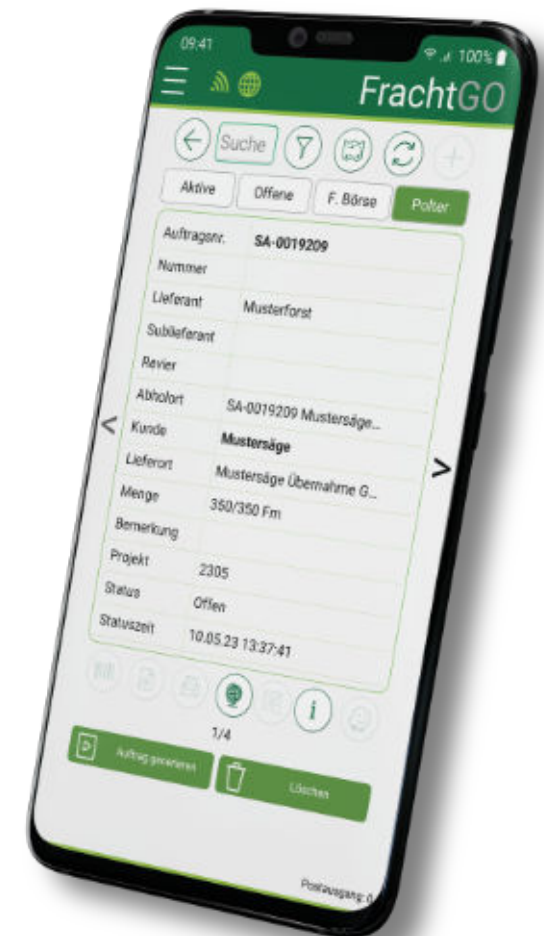 09:41 100%
FrachtGO
Suche
Aktive Offene F. Börse Polter
Auftragsnr. SA-0019209
Nummer
Lieferant Musterforst
Sublieferant
Revier
Abholort SA-0019209 Mustersäge...
< >
Kunde Mustersäge
Lieferort Mustersäge Übernahme G...
Menge 350/350 Fm
Bemerkung
Projekt 2305
Status Offen
Statuszeit 10.05.23 13:37:41
i
1/4
Auftrag generieren Löschen
Postausgang: 0